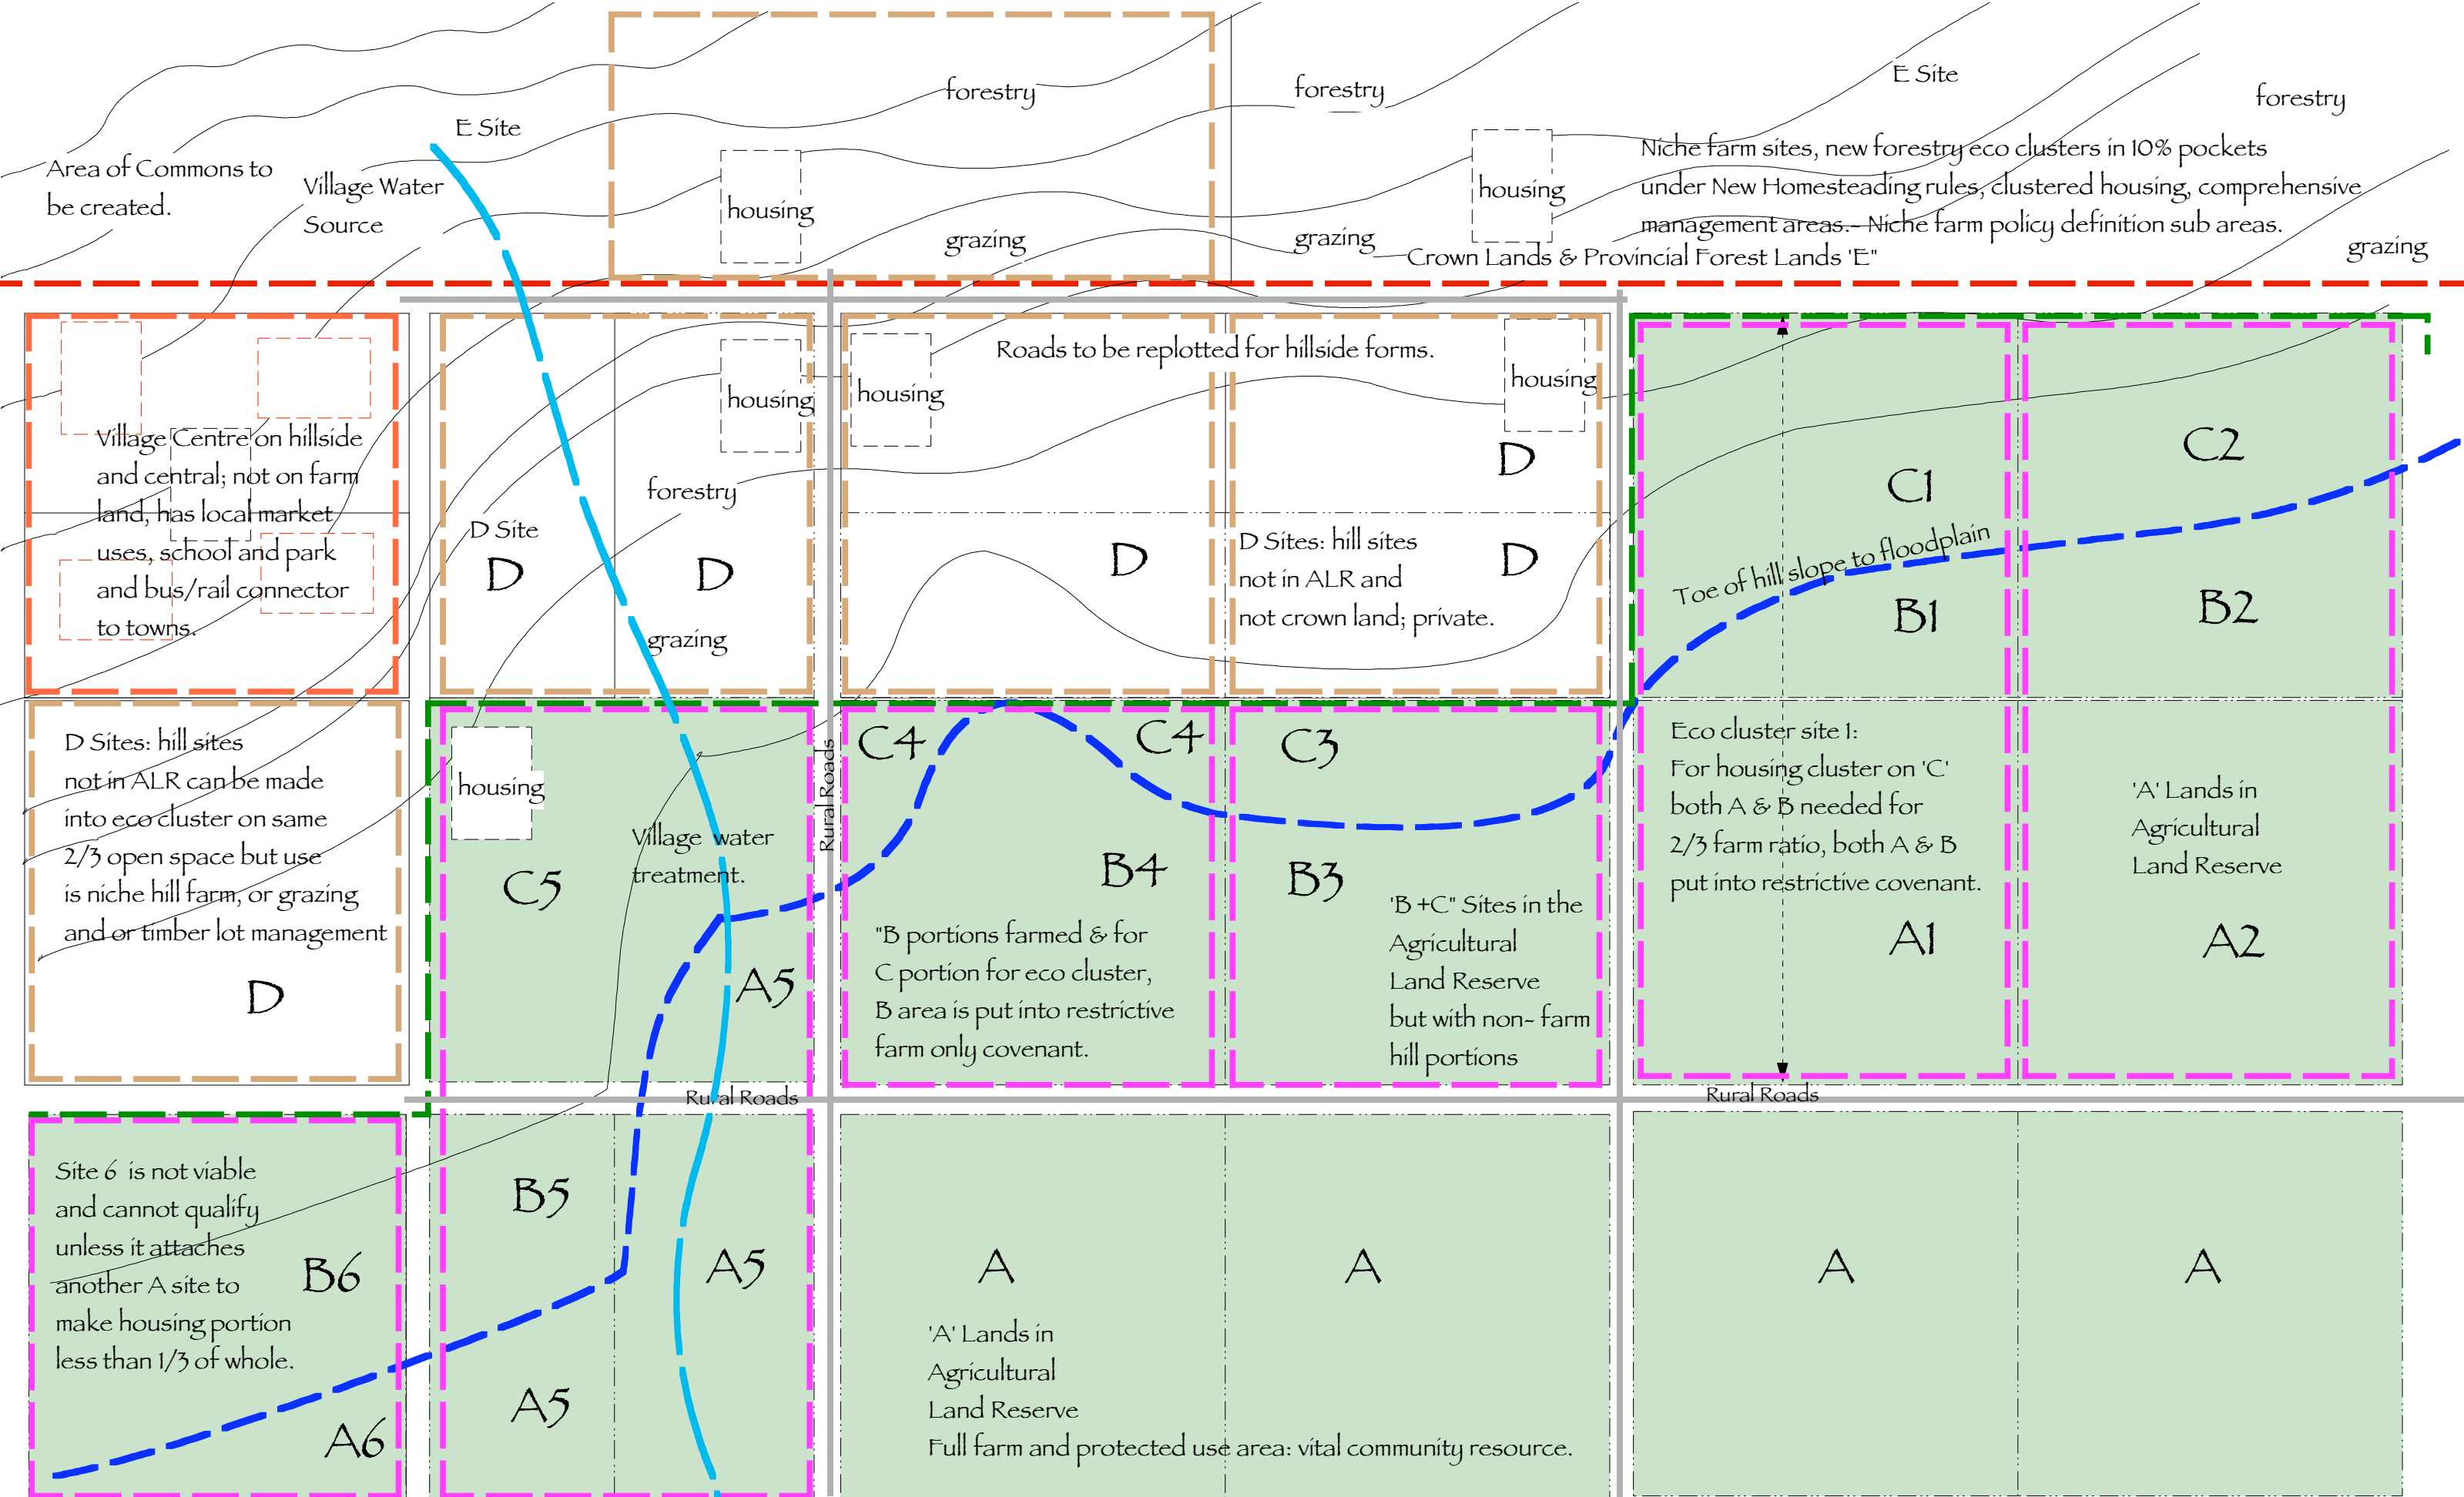 E Site
forestry
forestry
E Site
forestry
Area of Commons to
be created.
Village Water
Source
housing
grazing
grazing
housing
Niche farm sites, new forestry eco clusters in 10% pockets
under New Homesteading rules, clustered housing, comprehensive
management areas.- Niche farm policy definition sub areas.
Crown Lands & Provincial Forest Lands 'E"
grazing
Village Centre on hillside
and central; not on farm
land, has local market
uses, school and park
and bus/rail connector
to towns.
housing
forestry
D Site
D
D
grazing
housing
Roads to be replotted for hillside forms.
housing
D
D
D Sites: hill sites
not in ALR and
not crown land; private.
D
C1
C2
Toe of hill slope to floodplain
B1
B2
D Sites: hill sites
not in ALR can be made
into eco cluster on same
2/3 open space but use
is niche hill farm, or grazing
and or timber lot management
D
housing
C5
Village water
treatment.
A5
Rural Roads
C4
C4
B4
"B portions farmed & for
C portion for eco cluster,
B area is put into restrictive
farm only covenant.
C3
B3
'B +C" Sites in the
Agricultural
Land Reserve
but with non- farm
hill portions
Eco cluster site 1:
For housing cluster on 'C'
both A & B needed for
2/3 farm ratio, both A & B
put into restrictive covenant.
A1
'A' Lands in
Agricultural
Land Reserve
A2
Rural Roads
Rural Roads
Site 6 is not viable
and cannot qualify
unless it attaches
another A site to
make housing portion
less than 1/3 of whole.
B6
A6
B5
A5
A5
A
A
'A' Lands in
Agricultural
Land Reserve
Full farm and protected use area: vital community resource.
A
A